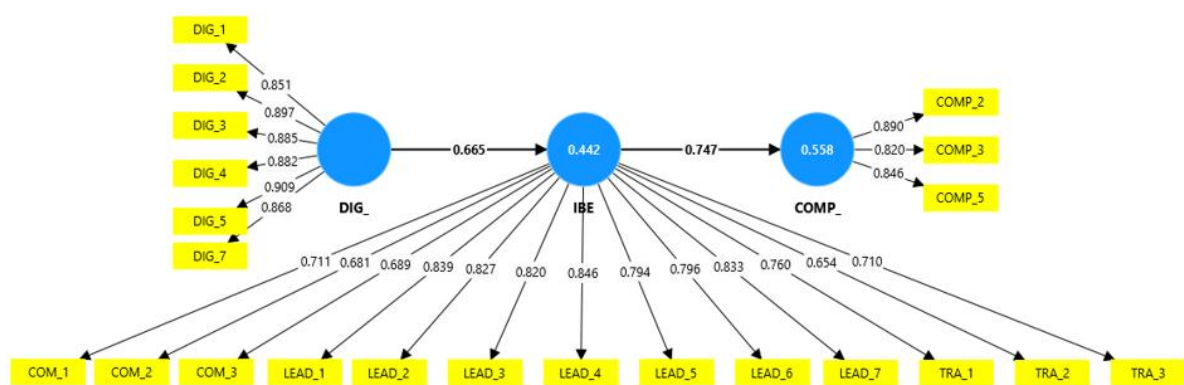 DIG_1
DIG_2
DIG_3
DIG_4
DIG_5
DIG_7
0.851
0.897
0.885
0.882
0.909
0.868
DIG_
0.665
0.442
IBE
0.747
0.558
COMP_
0.890
0.820
0.846
COMP_2
COMP_3
COMP_5
0.711
0.681
0.689
0.839
0.827
0.820
0.846
0.794
0.796
0.833
0.760
0.654
0.710
COM_1
COM_2
COM_3
LEAD_1
LEAD_2
LEAD_3
LEAD_4
LEAD_5
LEAD_6
LEAD_7
TRA_1
TRA_2
TRA_3